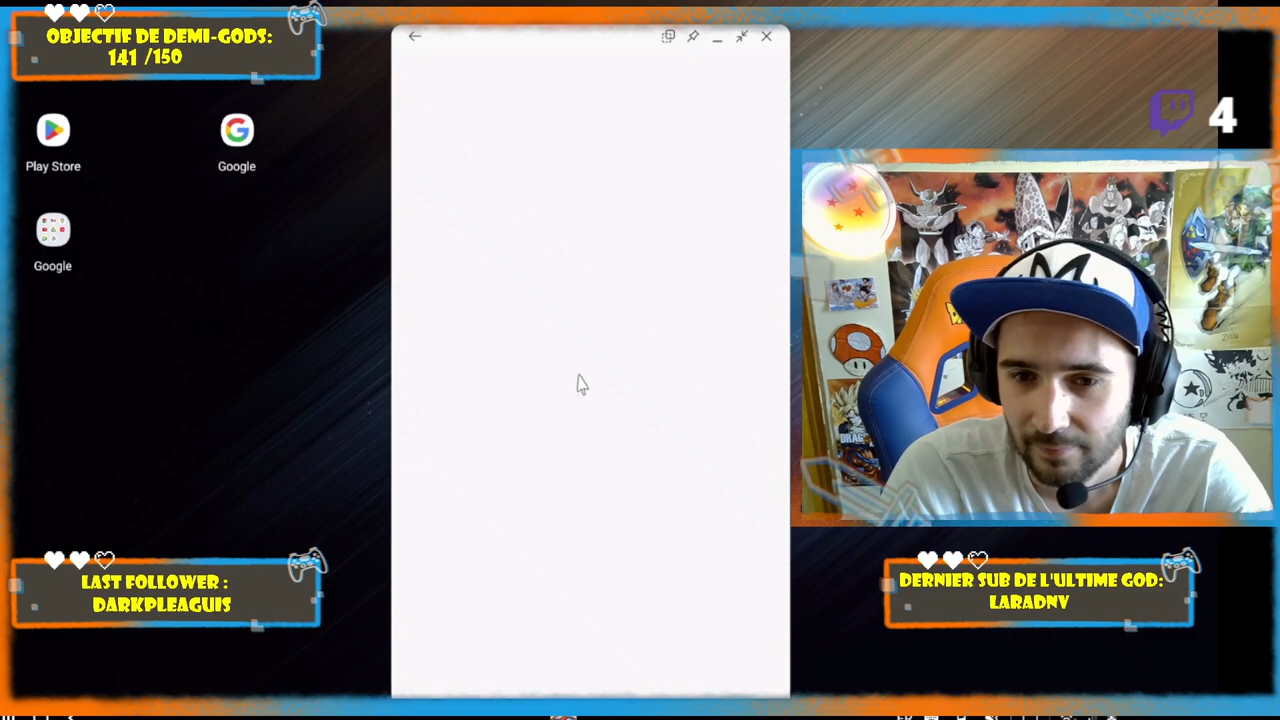 OBJECTIF DE DEMI-GODS:
141 /150
Play Store
Google
Google
4
LAST FOLLOWER :
DARKPLEAGUIS
DERNIER SUB DE L'ULTIME GOD:
LARADNV